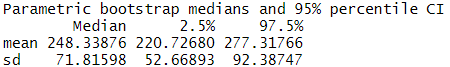 Parametric bootstrap medians and 95% percentile CI
Median 2.5% 97.5%
mean 248.33876 220.72680 277.31766
sd 71.81598 52.66893 92.38747